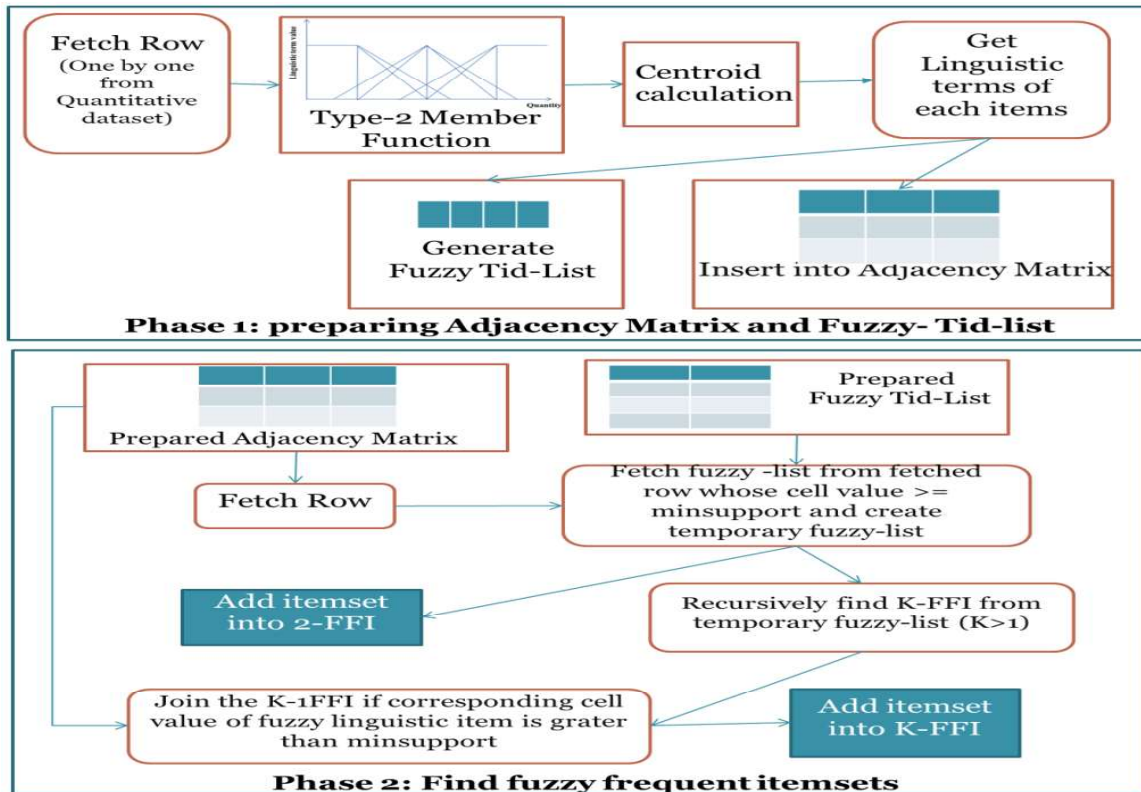 Fetch Row
(One by one
from
Quantitative
dataset)
Linguistic term value
Quantity
Type-2 Member
Function
Centroid
calculation
Get
Linguistic
terms of
each items
Generate
Fuzzy Tid-List
Insert into Adjacency Matrix
Phase 1: preparing Adjacency Matrix and Fuzzy- Tid-list
Prepared Adjacency Matrix
Prepared
Fuzzy Tid-List
Fetch Row
Fetch fuzzy -list from fetched
row whose cell value >=
minsupport and create
temporary fuzzy-list
Add itemset
into 2-FFI
Recursively find K-FFI from
temporary fuzzy-list (K>1)
Join the K-1FFI if corresponding cell
value of fuzzy linguistic item is grater
than minsupport
Add itemset
into K-FFI
Phase 2: Find fuzzy frequent itemsets